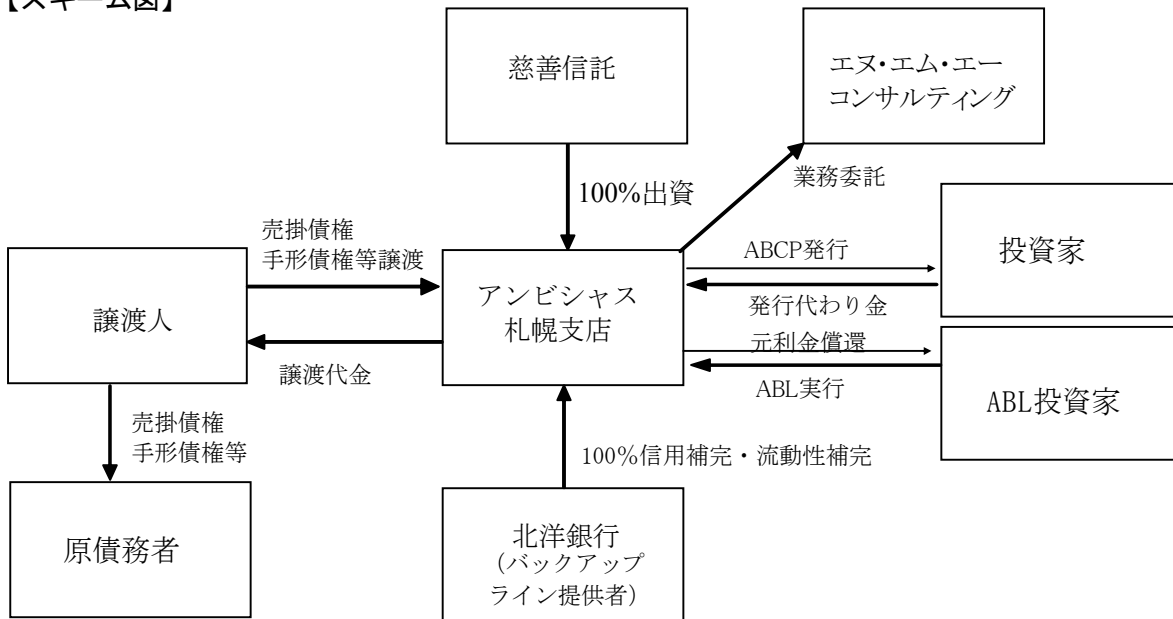 【スキーム図】
慈善信託
エヌ・エム・エー
コンサルティング
100%出資
業務委託
売掛債権
手形債権等譲渡
譲渡人
譲渡代金
アンビシャス
札幌支店
ABCP発行
発行代わり金
元利金償還
ABL実行
投資家
ABL投資家
売掛債権
手形債権等
原債務者
100%信用補完・流動性補完
北洋銀行
（バックアップ
ライン提供者）